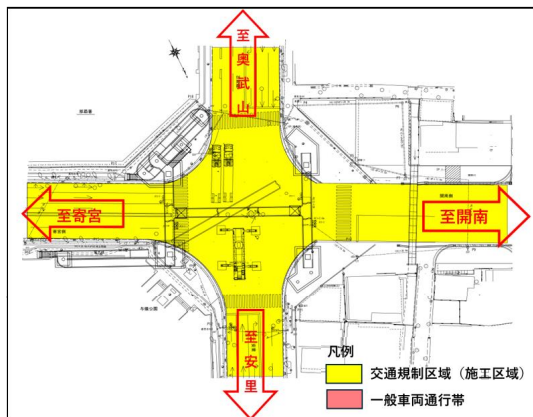 至奥武山
至寄宮
至開南
至安里
凡例
交通規制区域（施工区域）
一般車両通行帯